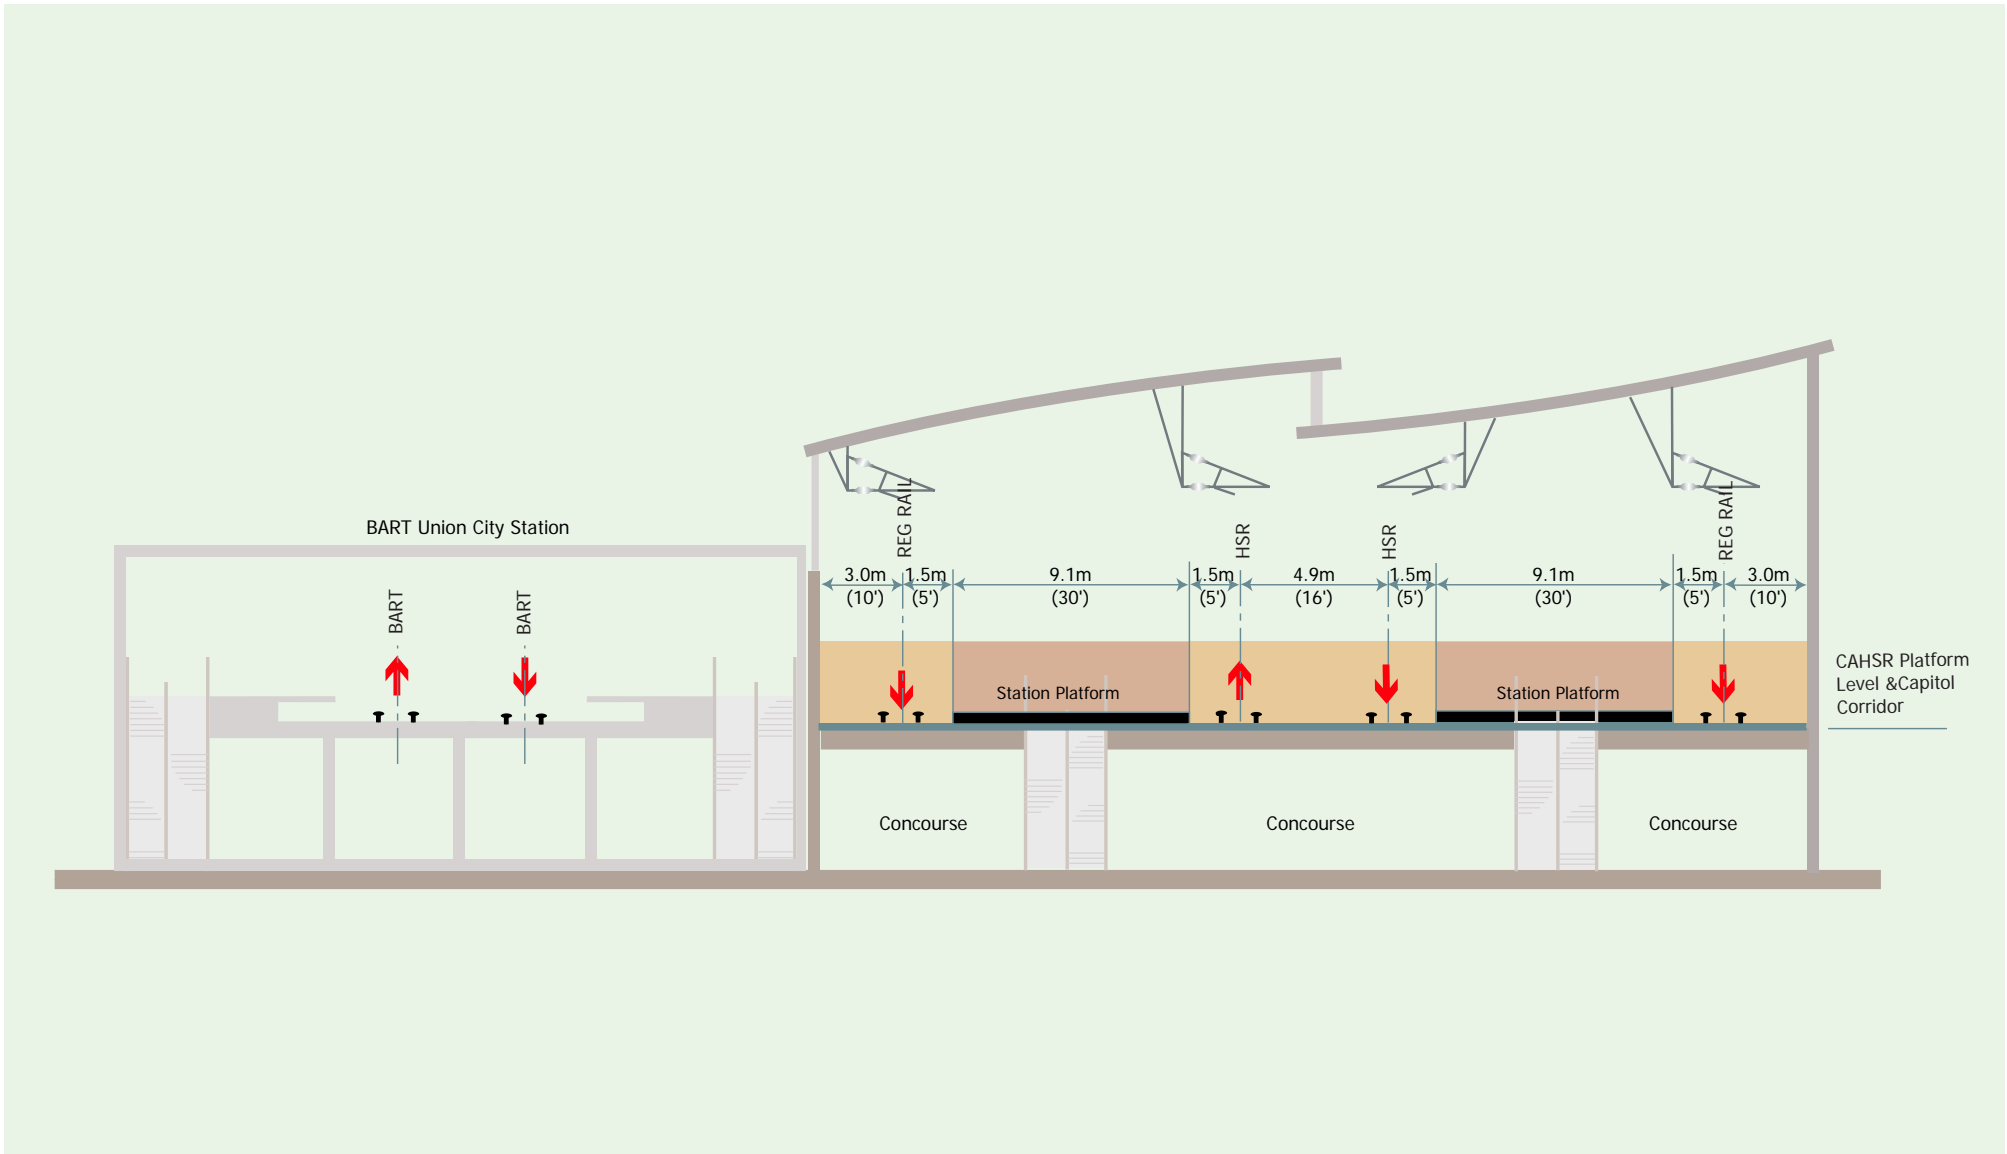 BART Union City Station
BART
BART
REG RAIL
HSR
HSR
REG RAIL
3.0m
(10')
1.5m
(5')
9.1m
(30')
1.5m
(5')
4.9m
(16')
1.5m
(5')
9.1m
(30')
1.5m
(5')
3.0m
(10')
Station Platform
Station Platform
CAHSR Platform
Level &Capitol
Corridor
Concourse
Concourse
Concourse